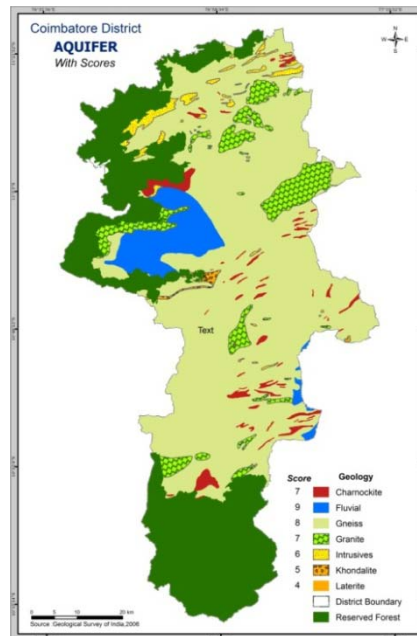 Coimbatore District
AQUIFER
With Scores
N
W
E
S
Text
Score Geology
7 Charnockite
9 Fluvial
8 Gneiss
7 Granite
6 Intrusives
5 Khondalite
4 Laterite
District Boundary
Reserved Forest
0 10 20 km
Source :Geological Survey of India,2006